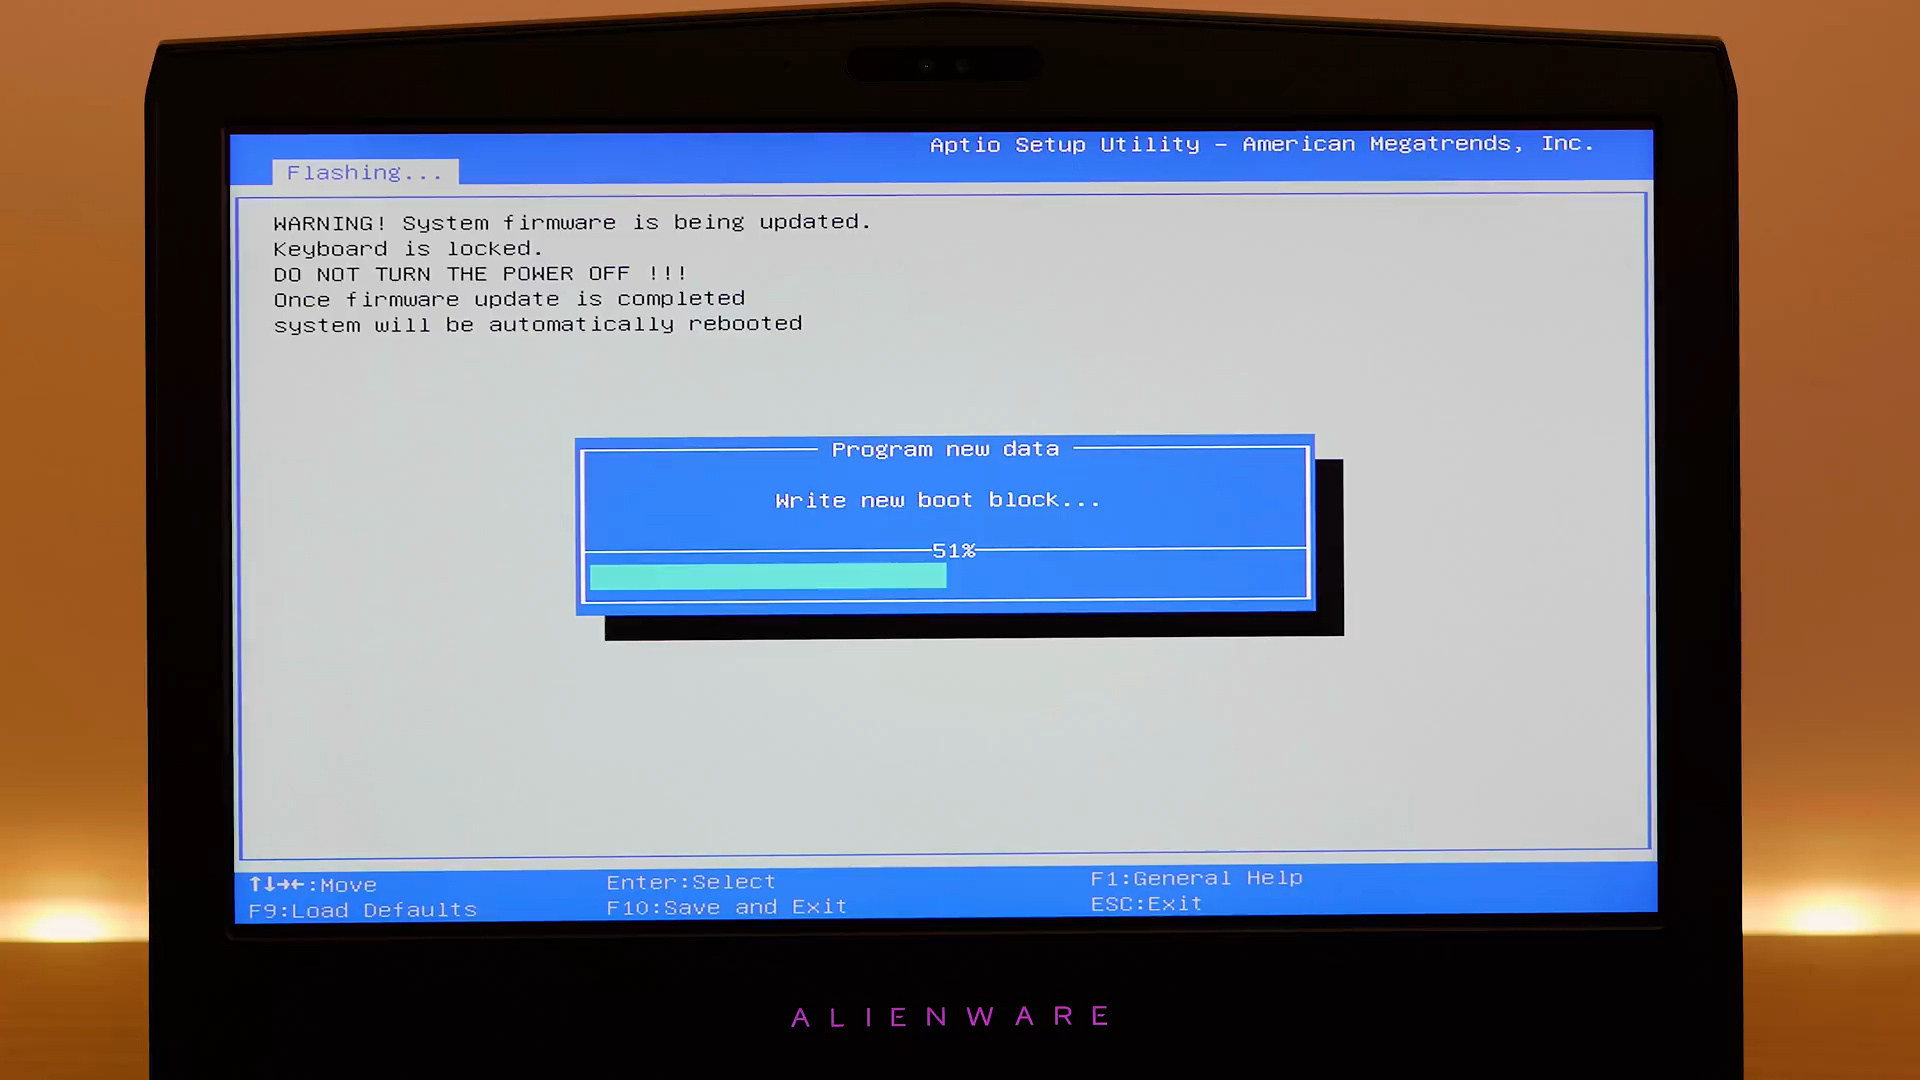 Aptio Setup Utility – American Megatrends, Inc.
Flashing...
WARNING! System firmware is being updated.
Keyboard is locked.
DO NOT TURN THE POWER OFF !!!
Once firmware update is completed
system will be automatically rebooted
Program new data
Write new boot block...
51%
↑↓→←:Move Enter:Select F1:General Help
F9:Load Defaults F10:Save and Exit ESC:Exit
ALIENWARE